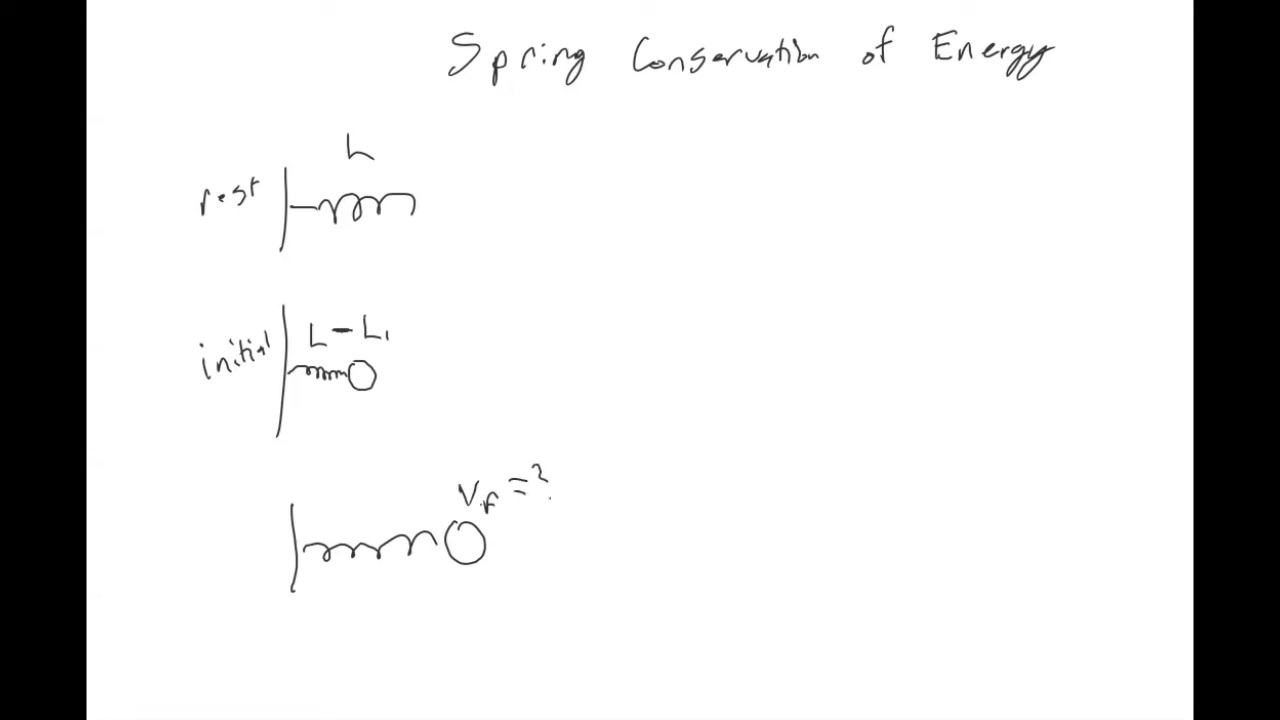 Spring Conservation of Energy
L
rest
L - L₁
initial
Vf = ?